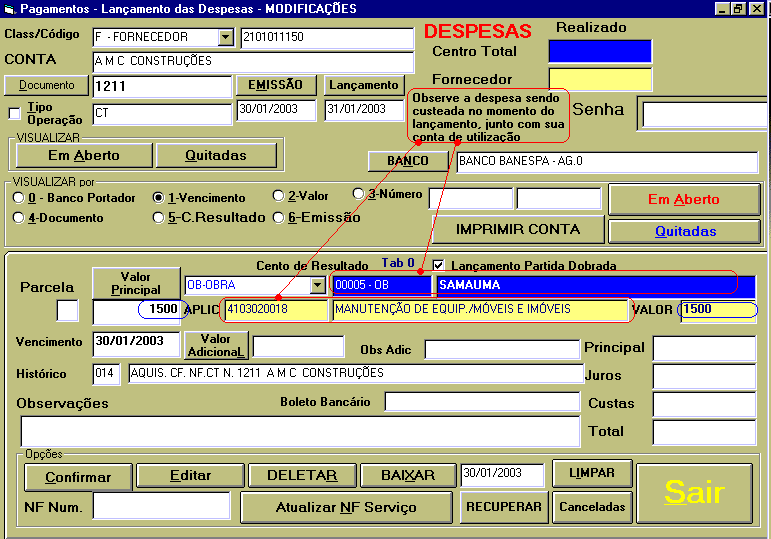 Pagamentos - Lançamento das Despesas - MODIFICAÇÕES
Class/Código F - FORNECEDOR 2101011150 DESPESAS Realizado
Centro Total
CONTA A M C CONSTRUÇÕES
Fornecedor
Documento 1211 EMISSÃO Lançamento
Tipo Operação CT 30/01/2003 31/01/2003
Observe a despesa sendo
custeada no momento do
lançamento, junto com sua
conta de utilização
Senha
VISUALIZAR
Em Aberto Quitadas
BANCO BANCO BANESPA - AG.0
VISUALIZAR por
0 - Banco Portador 1-Vencimento 2-Valor 3-Número Em Aberto
4-Documento 5-C.Resultado 6-Emissão IMPRIMIR CONTA Quitadas
Cento de Resultado Tab 0 Lançamento Partida Dobrada
Parcela Valor Principal OB-OBRA 00005 - OB SAMAUMA
1500 APLIC 4103020018 MANUTENÇÃO DE EQUIP./MÓVEIS E IMÓVEIS VALOR 1500
Vencimento 30/01/2003 Valor AdicionaL Obs Adic Principal
Histórico 014 AQUIS. CF. NF.CT N. 1211 A M C CONSTRUÇÕES Juros
Observações Boleto Bancário Custas
Total
Opções
Confirmar Editar DELETAR BAIXAR 30/01/2003 LIMPAR Sair
NF Num. Atualizar NF Serviço RECUPERAR Canceladas